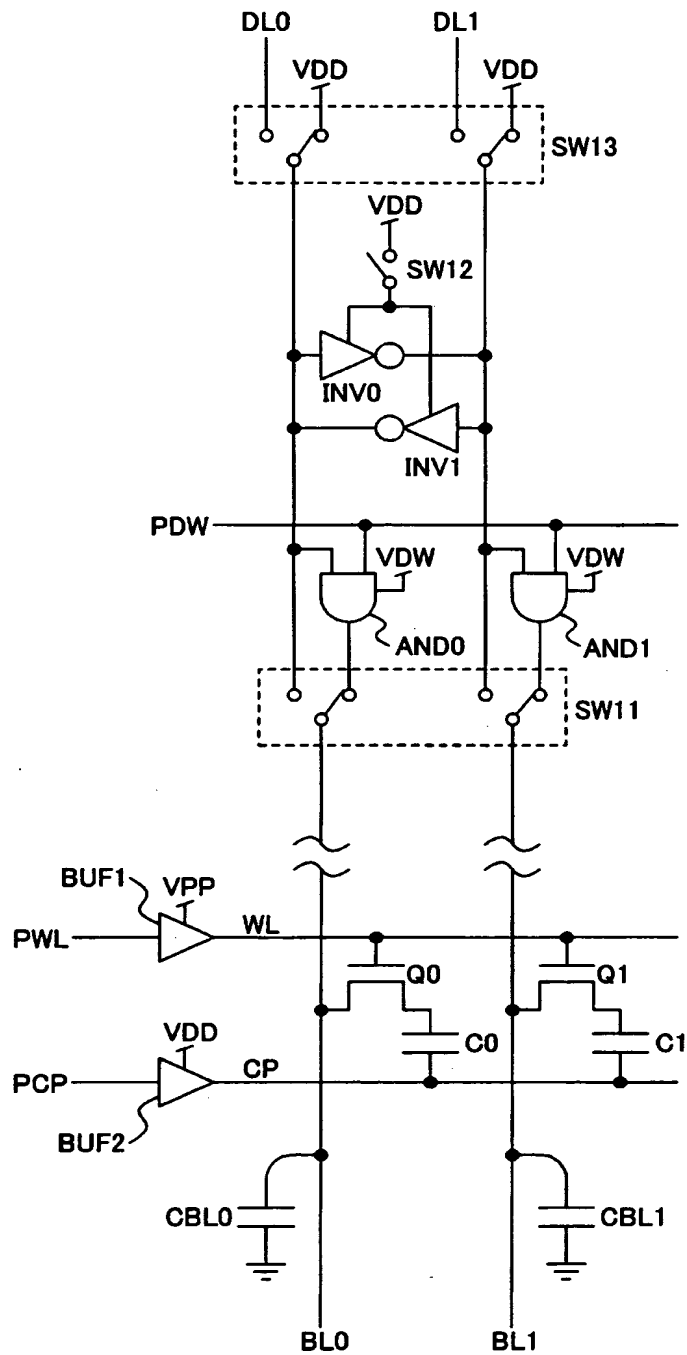 DL0 DL1
VDD VDD
SW13
VDD
SW12
INV0
INV1
PDW
VDW VDW
AND0 AND1
SW11
BUF1 VPP
PWL WL
Q0 Q1
C0 C1
VDD
PCP CP
BUF2
CBL0 CBL1
BL0 BL1